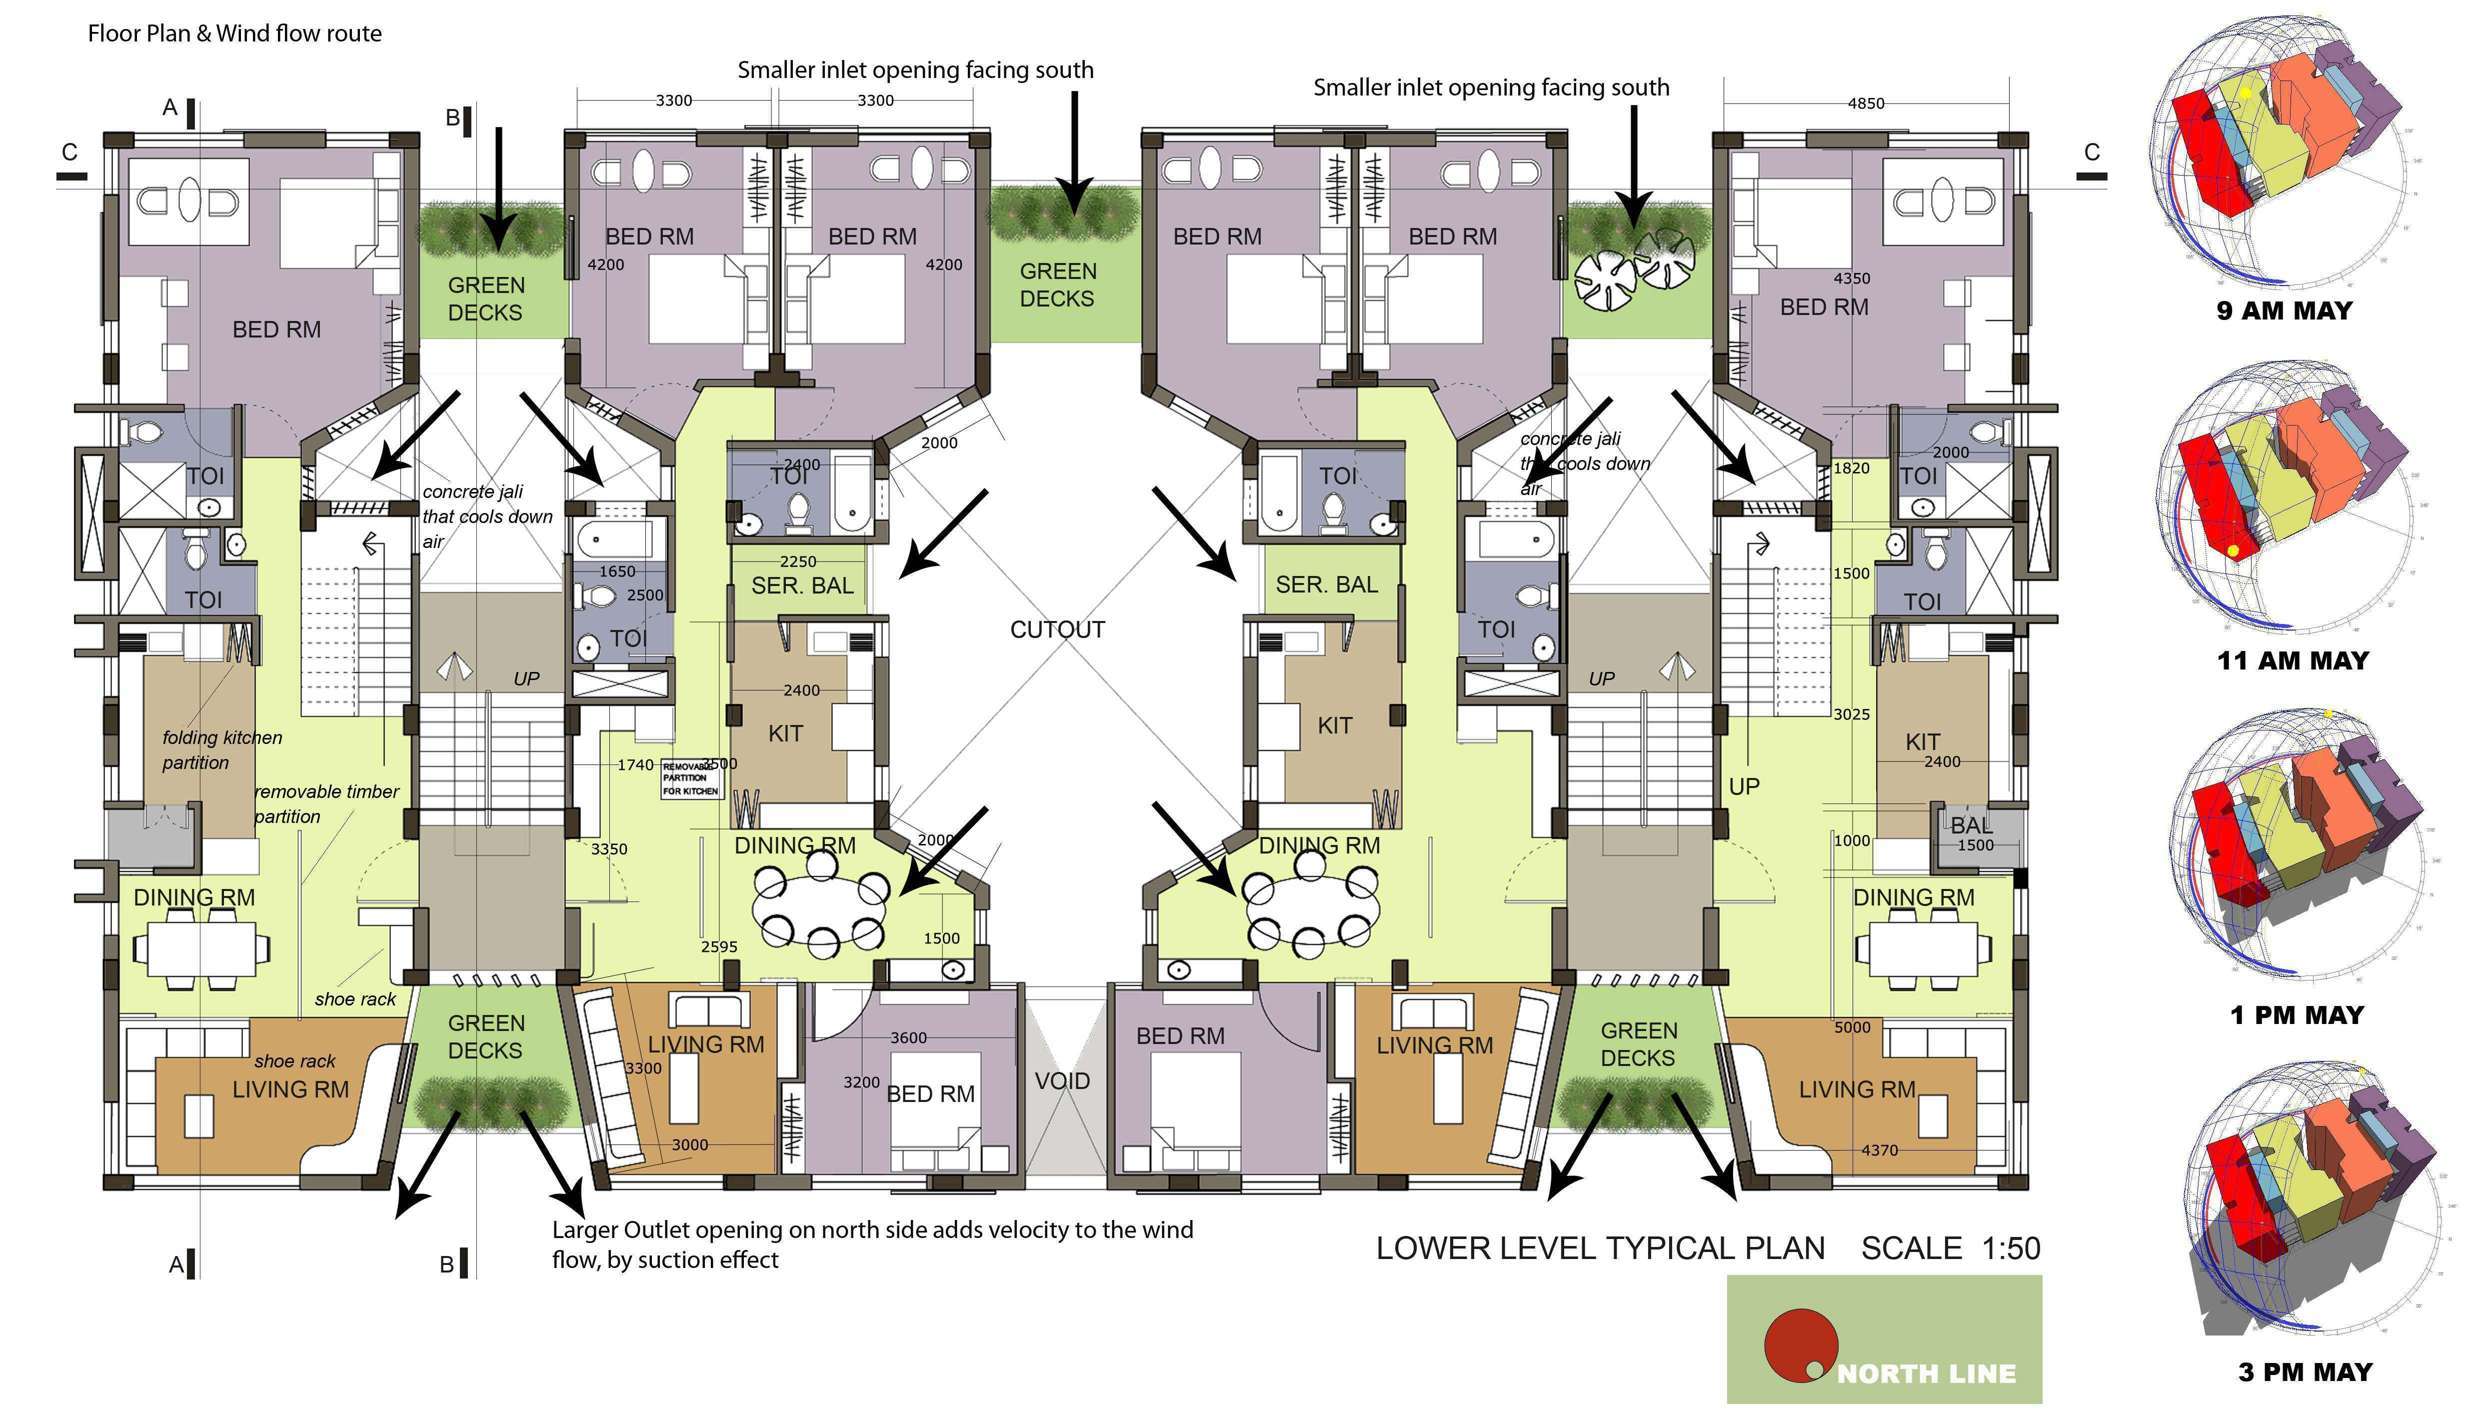 Floor Plan & Wind flow route
Smaller inlet opening facing south
Smaller inlet opening facing south
A
B
C
C
3300
3300
4850
BED RM
BED RM
BED RM
BED RM
BED RM
4200
4200
GREEN
DECKS
GREEN
DECKS
4350
BED RM
9 AM MAY
BED RM
TOI
concrete jali
that cools down
air
2400
TOI
2000
TOI
concrete jali
that cools down
air
1820
TOI
2000
TOI
1650
2500
TOI
2250
SER. BAL
CUTOUT
SER. BAL
TOI
1500
TOI
11 AM MAY
UP
2400
KIT
KIT
UP
3025
KIT
2400
UP
folding kitchen
partition
removable timber
partition
1740
3500
REMOVABLE
PARTITION
FOR KITCHEN
3350
DINING RM
2000
DINING RM
1000
BAL
1500
DINING RM
DINING RM
2595
1500
shoe rack
GREEN
DECKS
shoe rack
LIVING RM
LIVING RM
3300
3000
3600
3200
BED RM
VOID
BED RM
LIVING RM
GREEN
DECKS
5000
LIVING RM
4370
1 PM MAY
A
B
Larger Outlet opening on north side adds velocity to the wind
flow, by suction effect
LOWER LEVEL TYPICAL PLAN SCALE 1:50
NORTH LINE
3 PM MAY